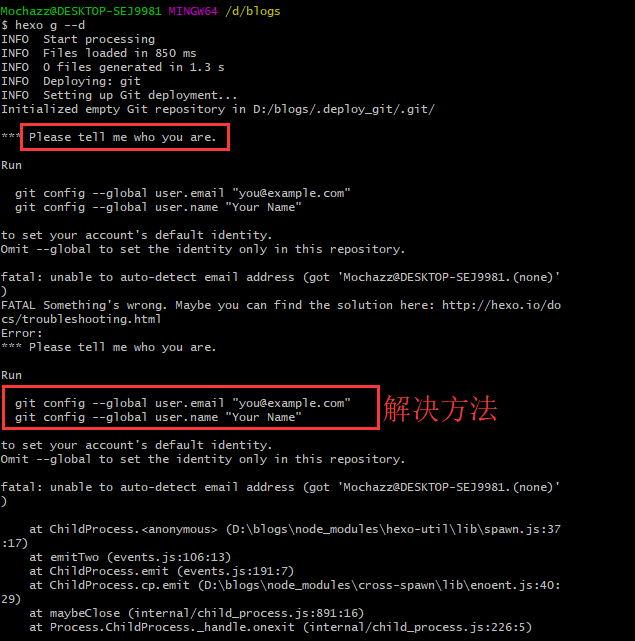 Mochazz@DESKTOP-SEJ9981 MINGW64 /d/blogs
$ hexo g --d
INFO  Start processing
INFO  Files loaded in 850 ms
INFO  0 files generated in 1.3 s
INFO  Deploying: git
INFO  Setting up Git deployment...
Initialized empty Git repository in D:/blogs/.deploy_git/.git/
*** Please tell me who you are.
Run
  git config --global user.email "you@example.com"
  git config --global user.name "Your Name"
to set your account's default identity.
Omit --global to set the identity only in this repository.
fatal: unable to auto-detect email address (got 'Mochazz@DESKTOP-SEJ9981.(none)'
)
FATAL Something's wrong. Maybe you can find the solution here: http://hexo.io/do
cs/troubleshooting.html
Error:
*** Please tell me who you are.
Run
  git config --global user.email "you@example.com"
  git config --global user.name "Your Name"
解决方法
to set your account's default identity.
Omit --global to set the identity only in this repository.
fatal: unable to auto-detect email address (got 'Mochazz@DESKTOP-SEJ9981.(none)'
)
    at ChildProcess.<anonymous> (D:\blogs\node_modules\hexo-util\lib\spawn.js:37
:17)
    at emitTwo (events.js:106:13)
    at ChildProcess.emit (events.js:191:7)
    at ChildProcess.cp.emit (D:\blogs\node_modules\cross-spawn\lib\enoent.js:40:
29)
    at maybeClose (internal/child_process.js:891:16)
    at Process.ChildProcess._handle.onexit (internal/child_process.js:226:5)